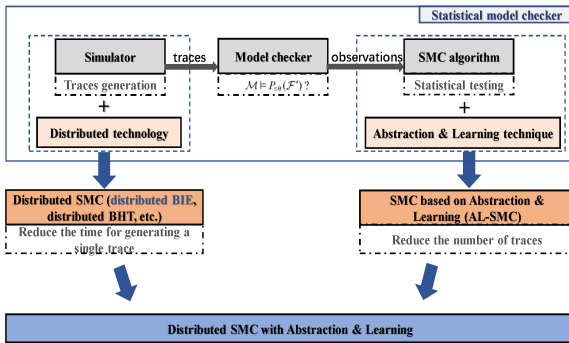 Statistical model checker
Simulator
traces
Model checker
observations
SMC algorithm
Traces generation
ℳ ⊨ P≤θ(ℱ) ?
Statistical testing
+
+
Distributed technology
Abstraction & Learning technique
Distributed SMC (distributed BIE,
distributed BHT, etc.)
SMC based on Abstraction
& Learning (AL-SMC)
Reduce the time for generating a
single trace
Reduce the number of traces
Distributed SMC with Abstraction & Learning